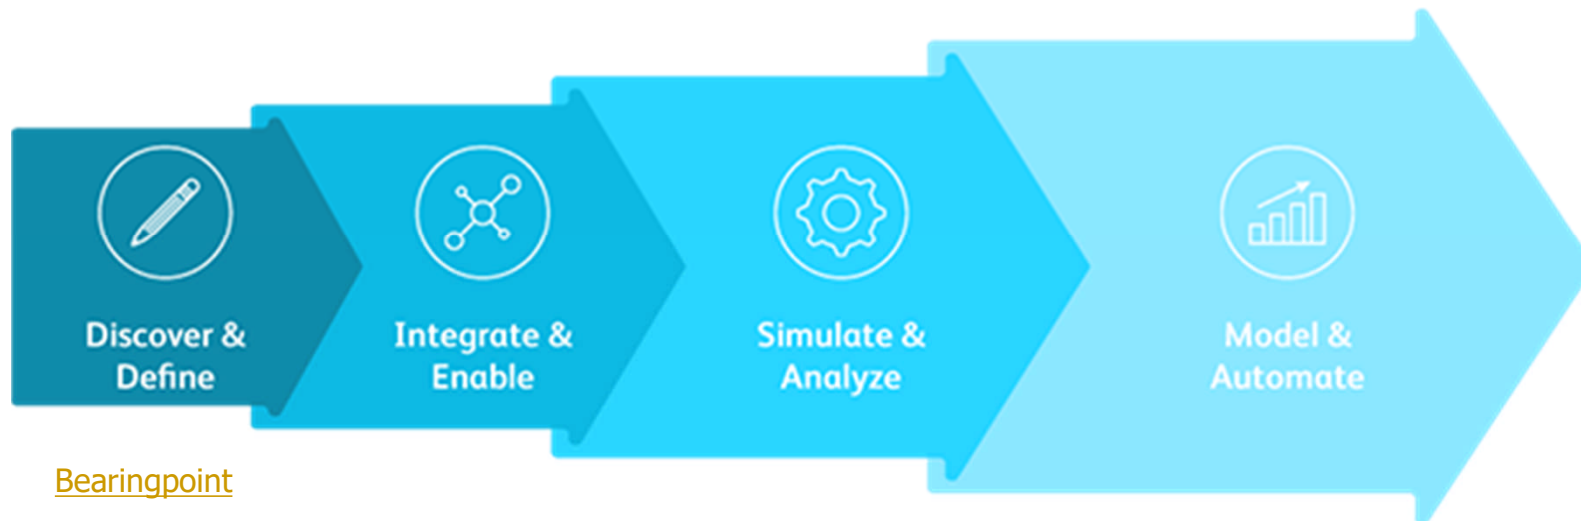 Discover &
Define
Integrate &
Enable
Simulate &
Analyze
Model &
Automate
Bearingpoint